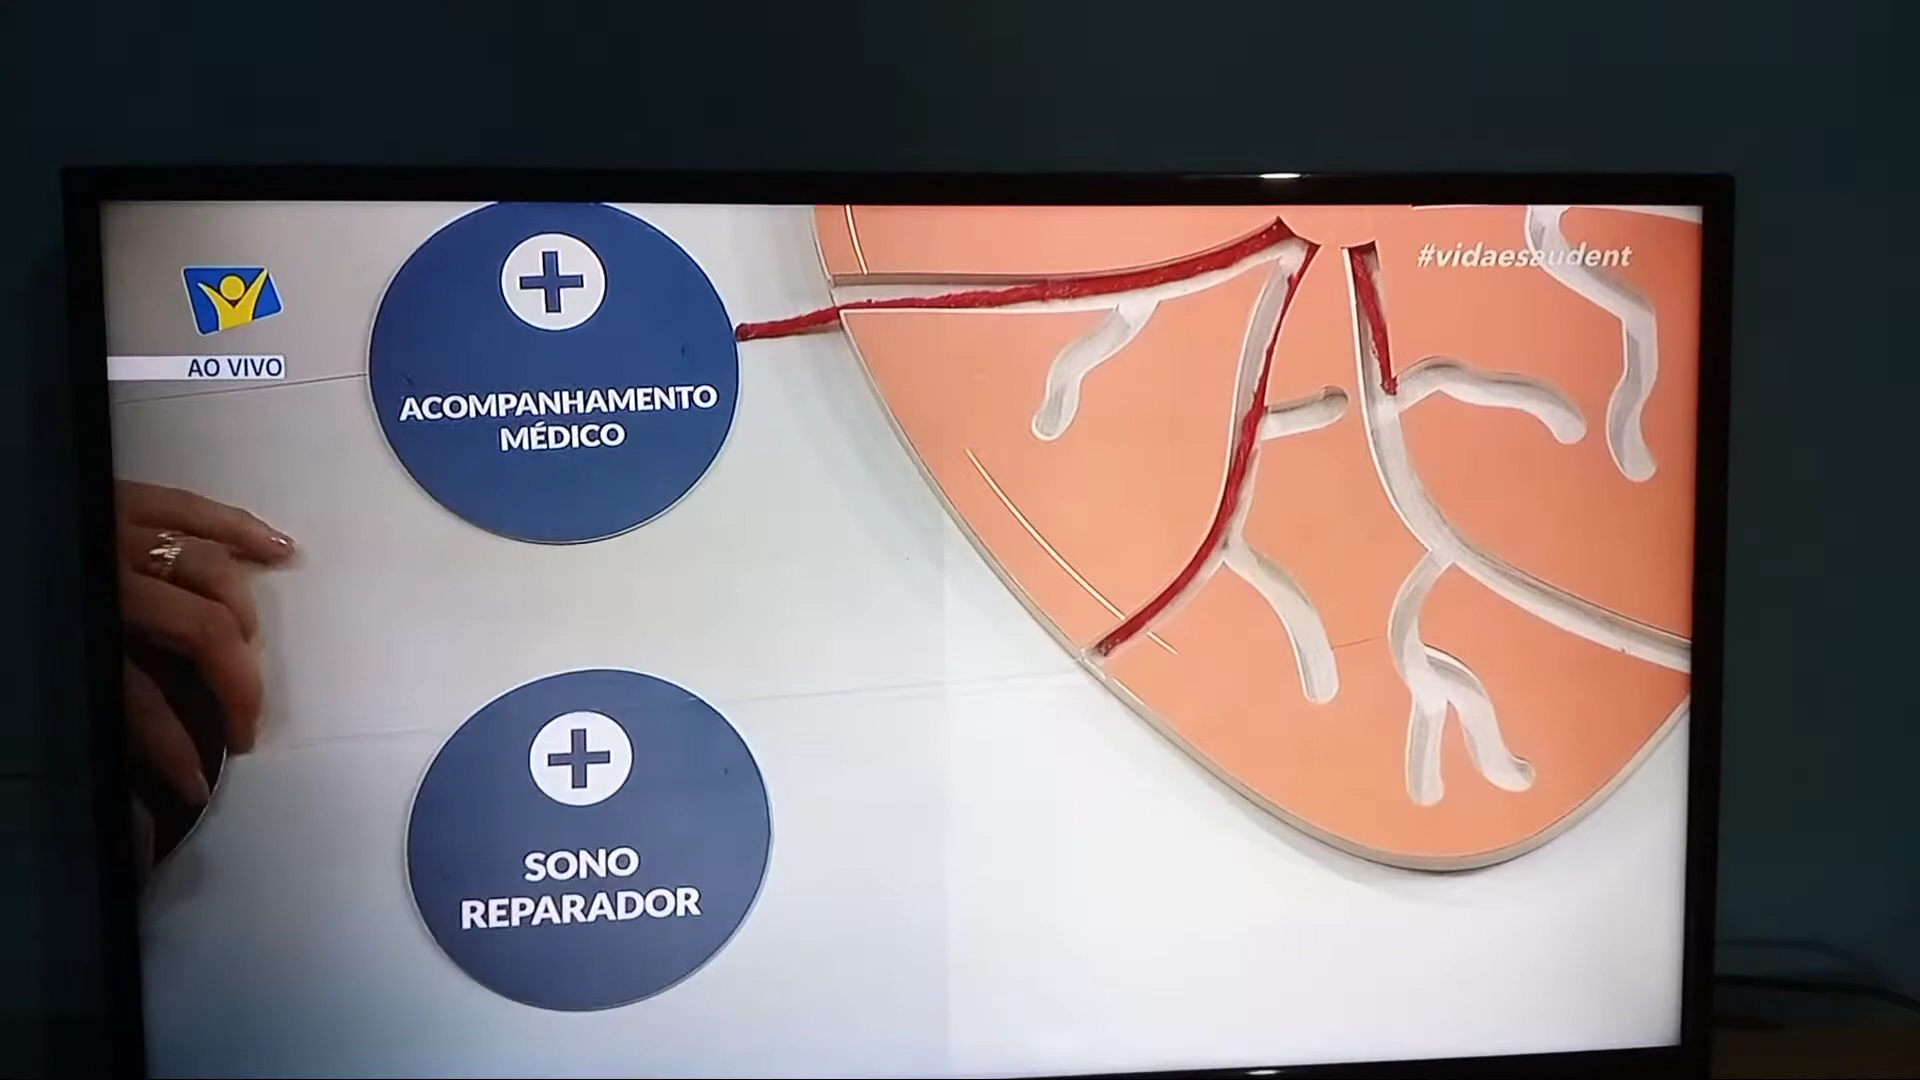 #vidaesaudent
AO VIVO
ACOMPANHAMENTO
MÉDICO
SONO
REPARADOR